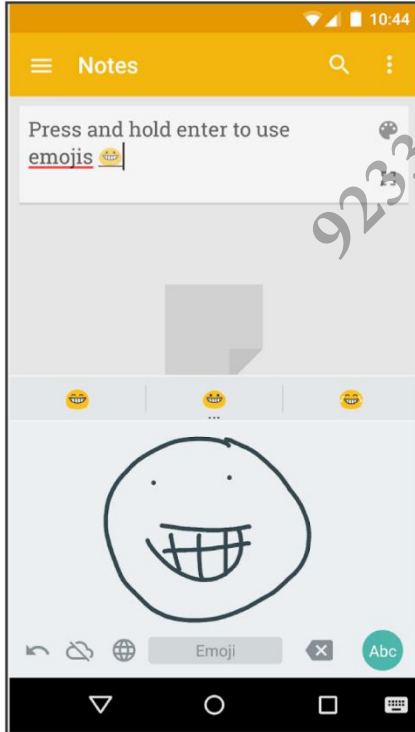 10:44
Notes
Press and hold enter to use
emojis 😁
9233
😁
😀
😂
Emoji
Abc